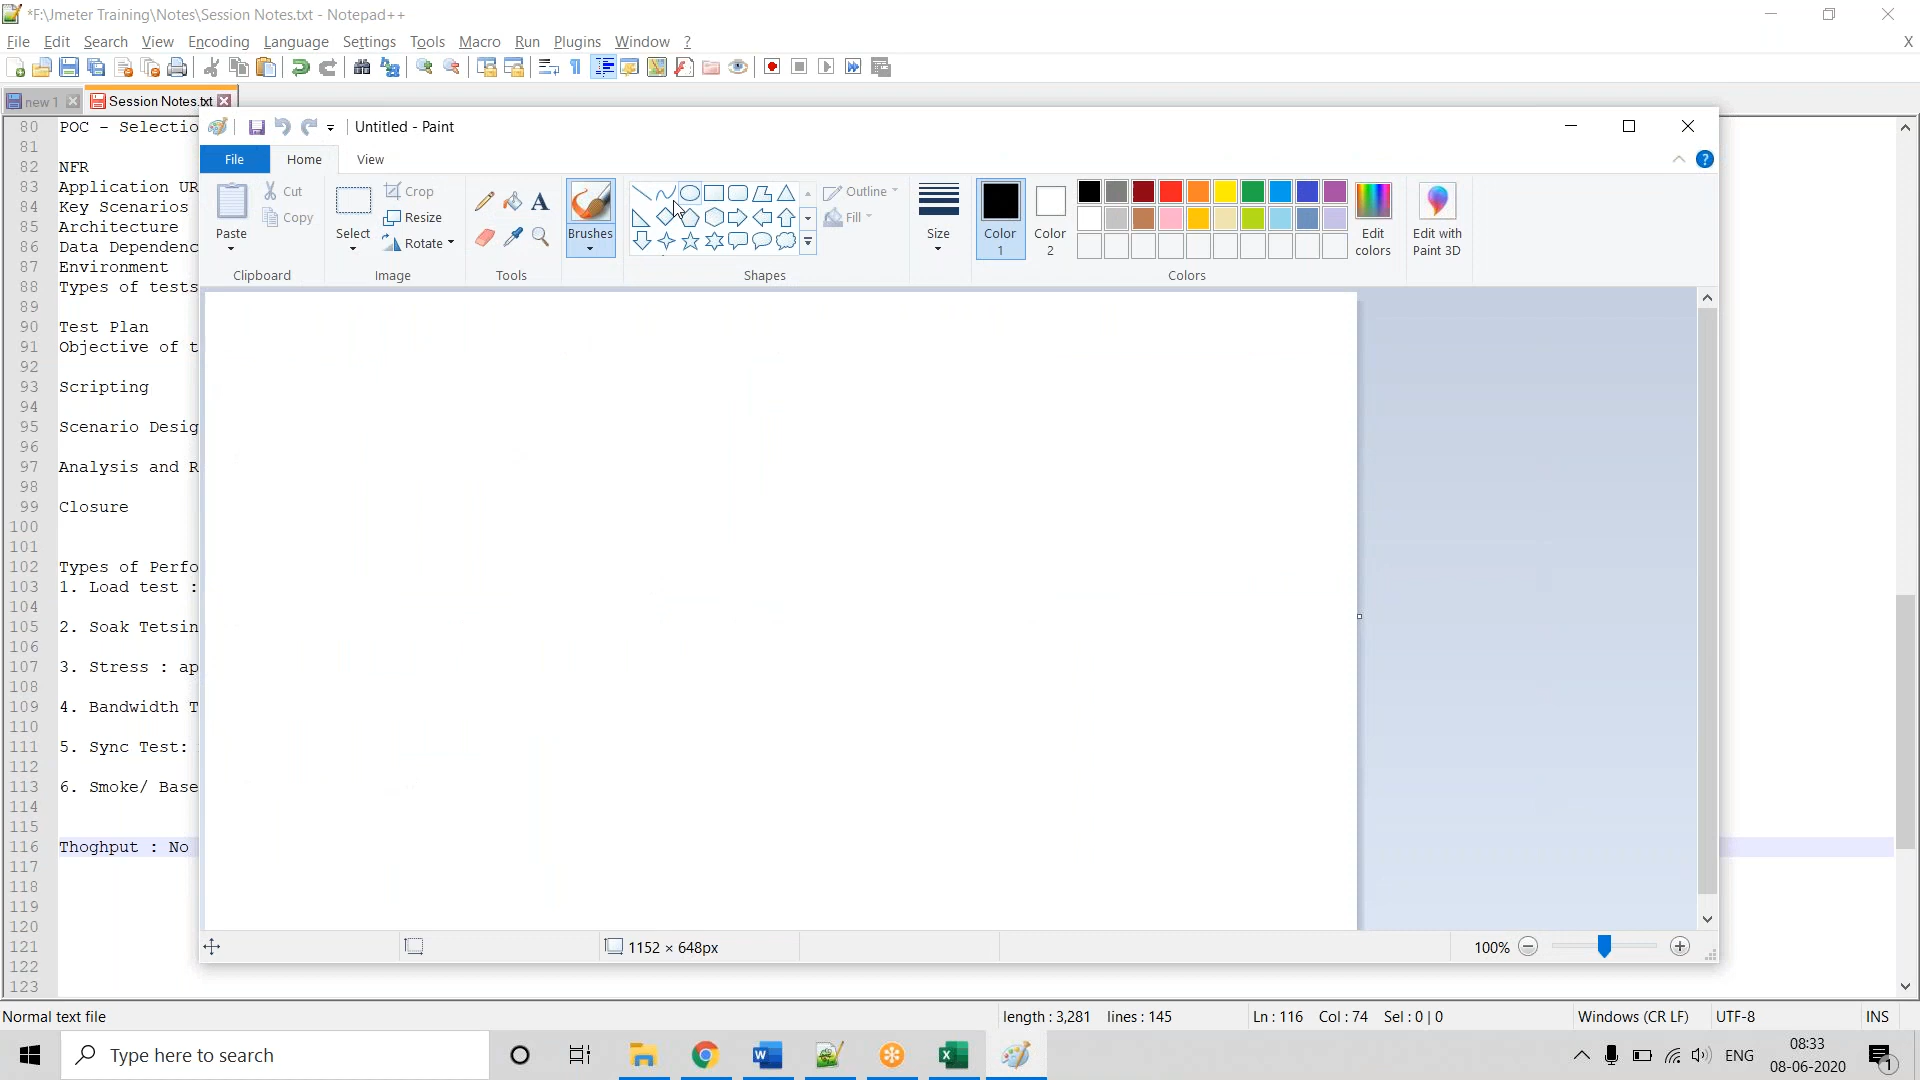 *F:\Jmeter Training\Notes\Session Notes.txt - Notepad++
File Edit Search View Encoding Language Settings Tools Macro Run Plugins Window ?
X
new 1
Session Notes.txt
80 POC - Selectio
81
82 NFR
83 Application UR
84 Key Scenarios
85 Architecture
86 Data Dependenc
87 Environment
88 Types of tests
89
90 Test Plan
91 Objective of t
92
93 Scripting
94
95 Scenario Desig
96
97 Analysis and R
98
99 Closure
100
101
102 Types of Perfo
103 1. Load test :
104
105 2. Soak Tetsin
106
107 3. Stress : ap
108
109 4. Bandwidth T
110
111 5. Sync Test:
112
113 6. Smoke/ Base
114
115
116 Thoghput : No
117
118
119
120
121
122
123
Untitled - Paint
File Home View
Paste
Cut
Copy
Clipboard
Select
Crop
Resize
Rotate
Image
A
Tools
Brushes
Shapes
Outline
Fill
Size
Color 1
Color 2
Colors
Edit colors
Edit with Paint 3D
1152 × 648px
100%
Normal text file
length : 3,281 lines : 145
Ln : 116 Col : 74 Sel : 0 | 0
Windows (CR LF)
UTF-8
INS
Type here to search
ENG
08:33
08-06-2020
1